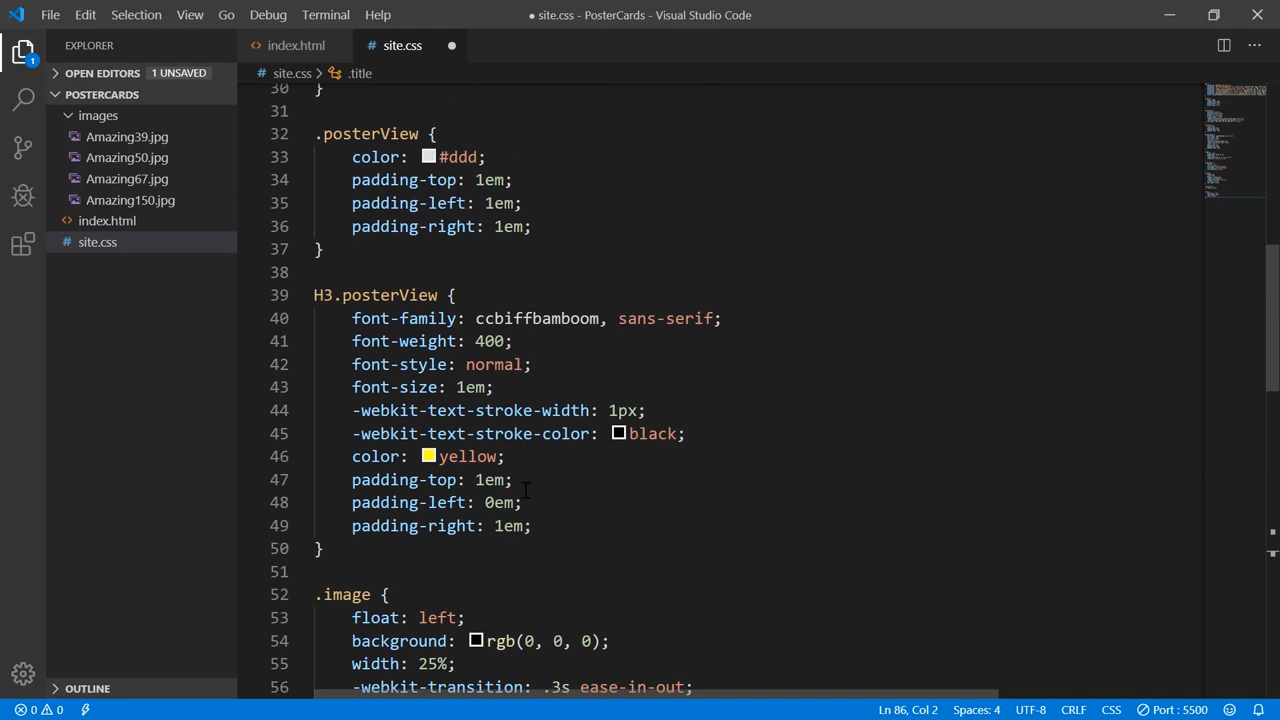 File Edit Selection View Go Debug Terminal Help
● site.css - PosterCards - Visual Studio Code
EXPLORER
OPEN EDITORS 1 UNSAVED
POSTERCARDS
images
Amazing39.jpg
Amazing50.jpg
Amazing67.jpg
Amazing150.jpg
<> index.html
# site.css
OUTLINE
1
<> index.html
# site.css ●
# site.css > .title
30 }
31
32 .posterView {
33 color: #ddd;
34 padding-top: 1em;
35 padding-left: 1em;
36 padding-right: 1em;
37 }
38
39 H3.posterView {
40 font-family: ccbiffbamboom, sans-serif;
41 font-weight: 400;
42 font-style: normal;
43 font-size: 1em;
44 -webkit-text-stroke-width: 1px;
45 -webkit-text-stroke-color: black;
46 color: yellow;
47 padding-top: 1em;
48 padding-left: 0em;
49 padding-right: 1em;
50 }
51
52 .image {
53 float: left;
54 background: rgb(0, 0, 0);
55 width: 25%;
56 -webkit-transition: .3s ease-in-out;
0 0 Ln 86, Col 2 Spaces: 4 UTF-8 CRLF CSS Port : 5500